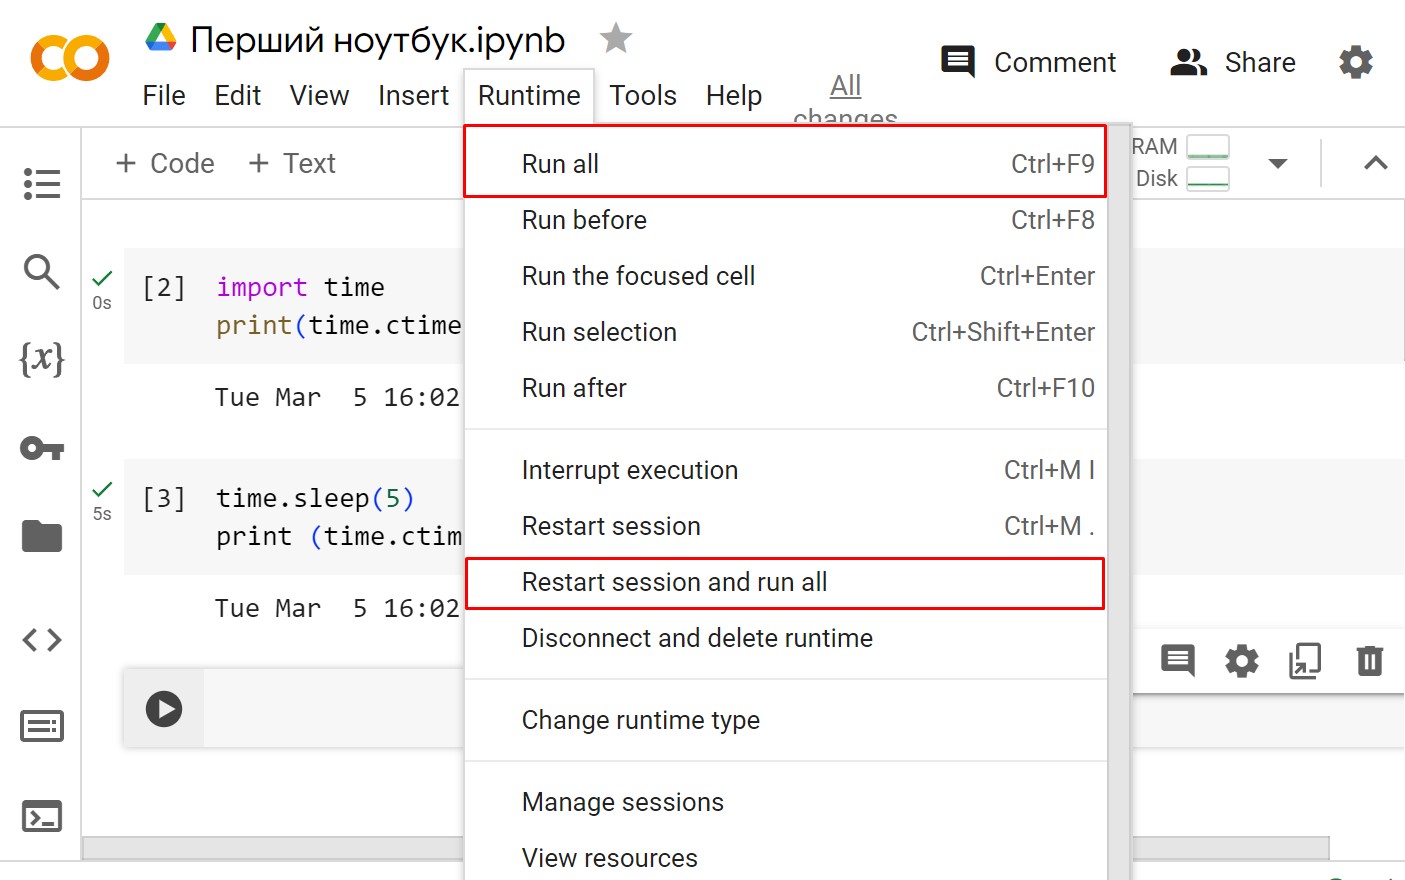 Перший ноутбук.ipynb
Comment
Share
File Edit View Insert Runtime Tools Help All changes
+ Code + Text
RAM
Disk
Run all Ctrl+F9
Run before Ctrl+F8
Run the focused cell Ctrl+Enter
Run selection Ctrl+Shift+Enter
Run after Ctrl+F10
Interrupt execution Ctrl+M I
Restart session Ctrl+M .
Restart session and run all
Disconnect and delete runtime
Change runtime type
Manage sessions
View resources
{x}
0s
[2] import time
print(time.ctime
Tue Mar  5 16:02
5s
[3] time.sleep(5)
print (time.ctim
Tue Mar  5 16:02